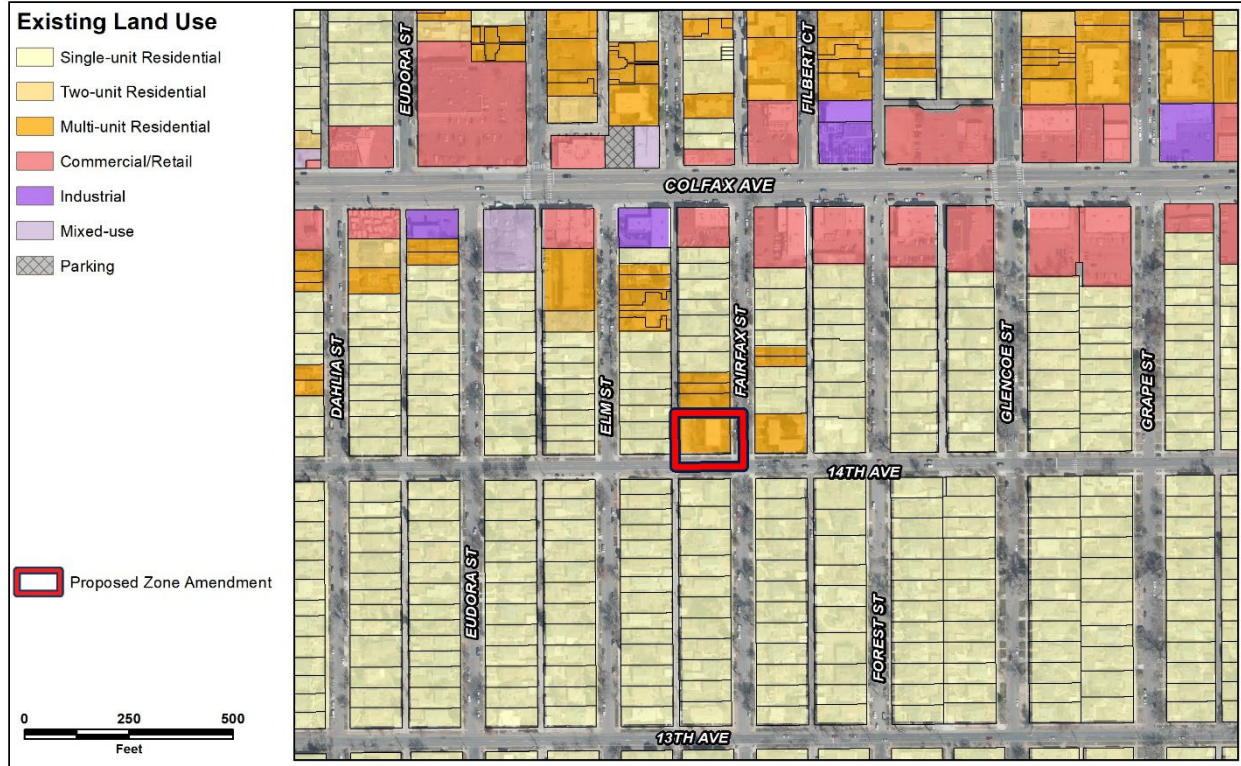 Existing Land Use
Single-unit Residential
Two-unit Residential
Multi-unit Residential
Commercial/Retail
Industrial
Mixed-use
Parking
Proposed Zone Amendment
0 250 500
Feet
EUDORA ST
FILBERT CT
COLFAX AVE
DAHLIA ST
ELM ST
FAIRFAX ST
GLENCOE ST
GRAPE ST
14TH AVE
EUDORA ST
FOREST ST
13TH AVE